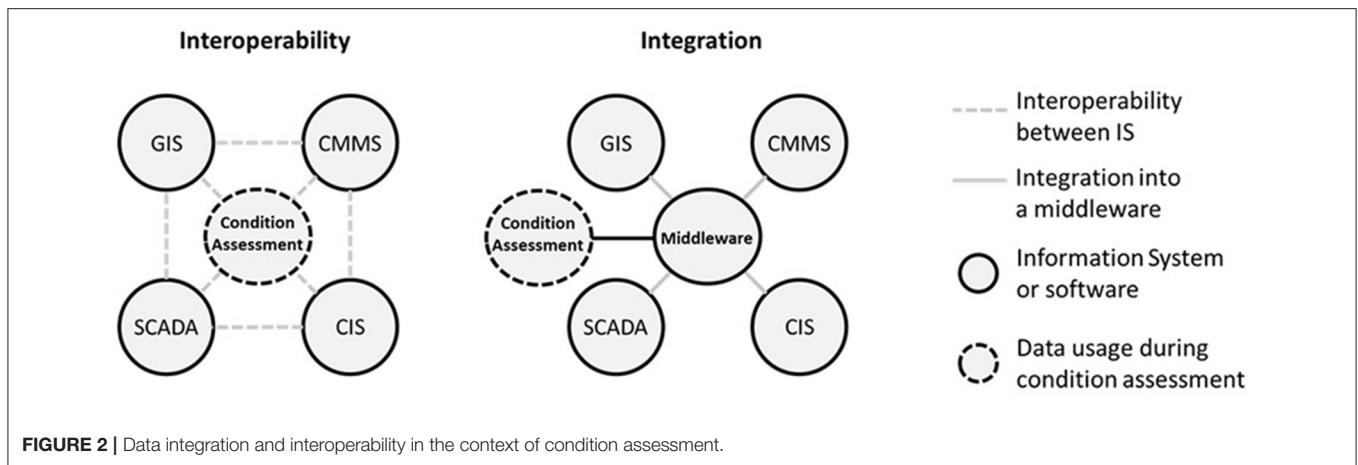 Interoperability
GIS
CMMS
Condition
Assessment
SCADA
CIS
Integration
GIS
CMMS
Condition
Assessment
Middleware
SCADA
CIS
Interoperability
between IS
Integration into
a middleware
Information System
or software
Data usage during
condition assessment
FIGURE 2 | Data integration and interoperability in the context of condition assessment.